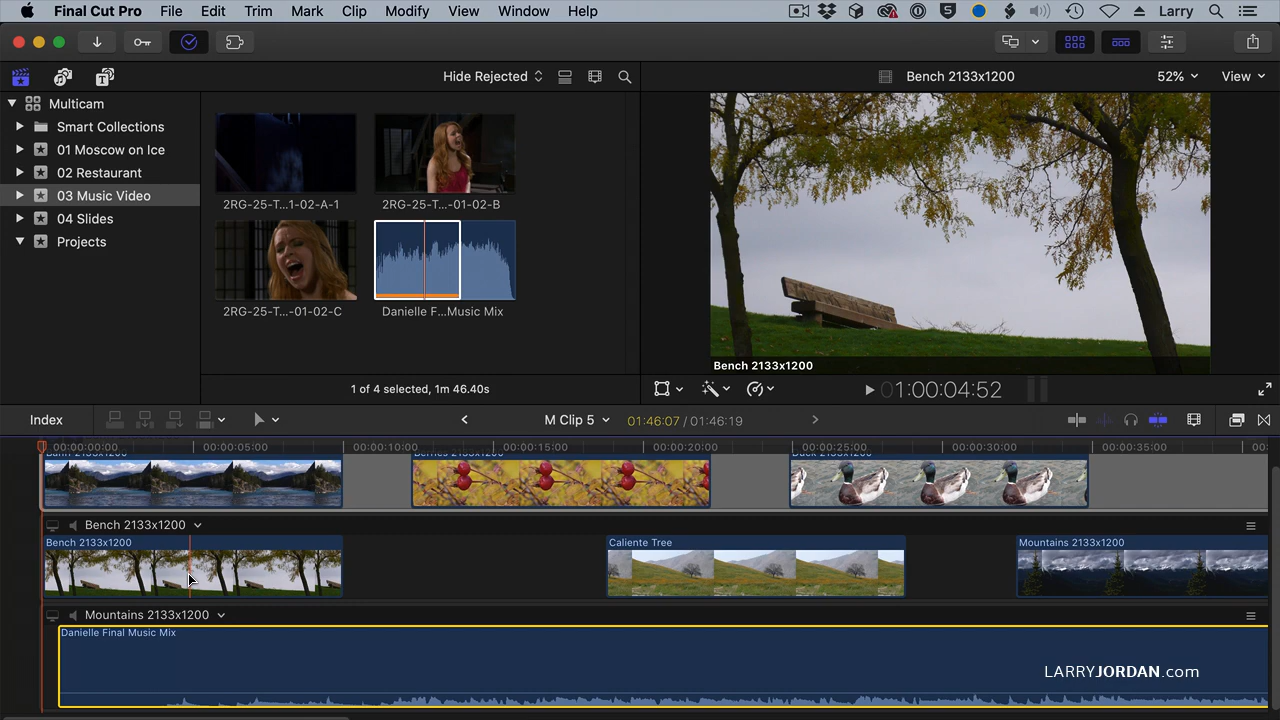 Final Cut Pro File Edit Trim Mark Clip Modify View Window Help Larry
Hide Rejected Bench 2133x1200 52% View
Multicam
Smart Collections
01 Moscow on Ice
02 Restaurant
03 Music Video
04 Slides
Projects
2RG-25-T...1-02-A-1 2RG-25-T...-01-02-B
2RG-25-T...-01-02-C Danielle F...Music Mix
Bench 2133x1200
1 of 4 selected, 1m 46.40s
01:00:04:52
Index M Clip 5 01:46:07 / 01:46:19
00:00:00:00 00:00:05:00 00:00:10:00 00:00:15:00 00:00:20:00 00:00:25:00 00:00:30:00 00:00:35:00 00:
Bench 2133x1200
Bench 2133x1200 Caliente Tree Mountains 2133x1200
Mountains 2133x1200
Danielle Final Music Mix
LARRYJORDAN.com